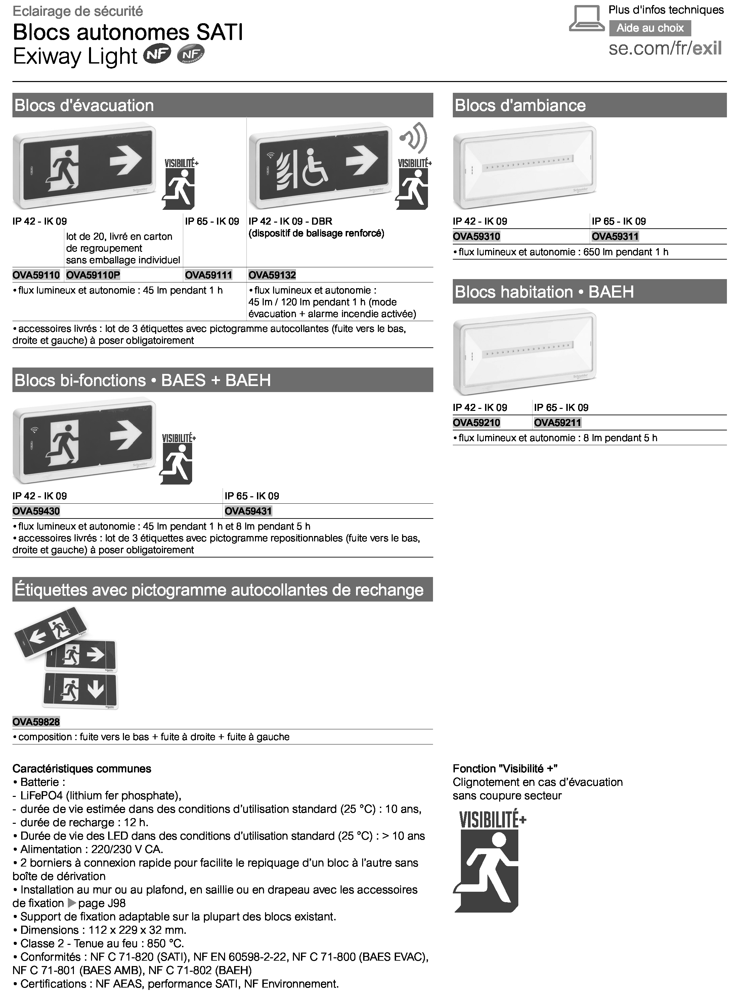 Eclairage de sécurité
Blocs autonomes SATI
Exiway Light NF NF
ENVIRONNEMENT
Plus d'infos techniques
Aide au choix
se.com/fr/exil
Blocs d'évacuation
Schneider
VISIBILITÉ+
Schneider
VISIBILITÉ+
IP 42 - IK 09
IP 65 - IK 09
IP 42 - IK 09 - DBR
(dispositif de balisage renforcé)
lot de 20, livré en carton
de regroupement
sans emballage individuel
OVA59110 OVA59110P OVA59111 OVA59132
• flux lumineux et autonomie : 45 lm pendant 1 h
• flux lumineux et autonomie :
45 lm / 120 lm pendant 1 h (mode
évacuation + alarme incendie activée)
• accessoires livrés : lot de 3 étiquettes avec pictogramme autocollantes (fuite vers le bas,
droite et gauche) à poser obligatoirement
Blocs bi-fonctions • BAES + BAEH
Schneider
VISIBILITÉ+
IP 42 - IK 09
IP 65 - IK 09
OVA59430
OVA59431
• flux lumineux et autonomie : 45 lm pendant 1 h et 8 lm pendant 5 h
• accessoires livrés : lot de 3 étiquettes avec pictogramme repositionnables (fuite vers le bas,
droite et gauche) à poser obligatoirement
Étiquettes avec pictogramme autocollantes de rechange
Schneider
Schneider
OVA59828
• composition : fuite vers le bas + fuite à droite + fuite à gauche
Caractéristiques communes
• Batterie :
- LiFePO4 (lithium fer phosphate),
- durée de vie estimée dans des conditions d'utilisation standard (25 °C) : 10 ans,
- durée de recharge : 12 h.
• Durée de vie des LED dans des conditions d'utilisation standard (25 °C) : > 10 ans
• Alimentation : 220/230 V CA.
• 2 borniers à connexion rapide pour facilite le repiquage d'un bloc à l'autre sans
boîte de dérivation
• Installation au mur ou au plafond, en saillie ou en drapeau avec les accessoires
de fixation ▶ page J98
• Support de fixation adaptable sur la plupart des blocs existant.
• Dimensions : 112 x 229 x 32 mm.
• Classe 2 - Tenue au feu : 850 °C.
• Conformités : NF C 71-820 (SATI), NF EN 60598-2-22, NF C 71-800 (BAES EVAC),
NF C 71-801 (BAES AMB), NF C 71-802 (BAEH)
• Certifications : NF AEAS, performance SATI, NF Environnement.
Blocs d'ambiance
Schneider
IP 42 - IK 09
IP 65 - IK 09
OVA59310
OVA59311
• flux lumineux et autonomie : 650 lm pendant 1 h
Blocs habitation • BAEH
Schneider
IP 42 - IK 09
IP 65 - IK 09
OVA59210
OVA59211
• flux lumineux et autonomie : 8 lm pendant 5 h
Fonction "Visibilité +"
Clignotement en cas d'évacuation
sans coupure secteur
VISIBILITÉ+